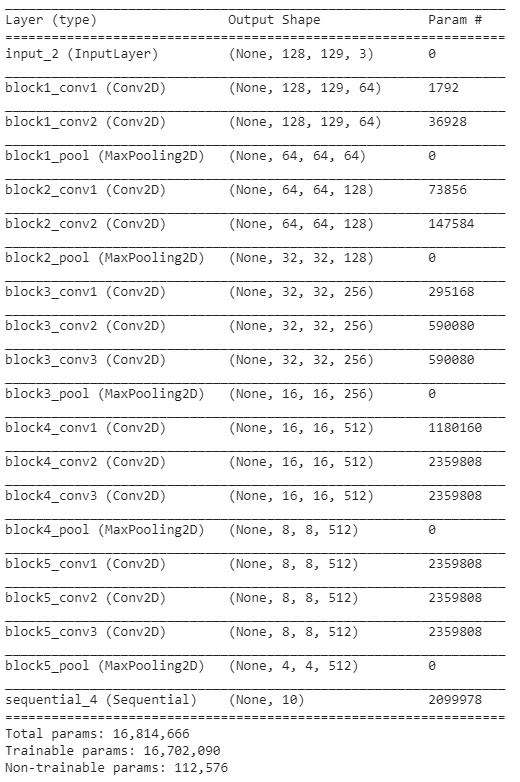 Layer (type) Output Shape Param #
input_2 (InputLayer) (None, 128, 129, 3) 0
block1_conv1 (Conv2D) (None, 128, 129, 64) 1792
block1_conv2 (Conv2D) (None, 128, 129, 64) 36928
block1_pool (MaxPooling2D) (None, 64, 64, 64) 0
block2_conv1 (Conv2D) (None, 64, 64, 128) 73856
block2_conv2 (Conv2D) (None, 64, 64, 128) 147584
block2_pool (MaxPooling2D) (None, 32, 32, 128) 0
block3_conv1 (Conv2D) (None, 32, 32, 256) 295168
block3_conv2 (Conv2D) (None, 32, 32, 256) 590080
block3_conv3 (Conv2D) (None, 32, 32, 256) 590080
block3_pool (MaxPooling2D) (None, 16, 16, 256) 0
block4_conv1 (Conv2D) (None, 16, 16, 512) 1180160
block4_conv2 (Conv2D) (None, 16, 16, 512) 2359808
block4_conv3 (Conv2D) (None, 16, 16, 512) 2359808
block4_pool (MaxPooling2D) (None, 8, 8, 512) 0
block5_conv1 (Conv2D) (None, 8, 8, 512) 2359808
block5_conv2 (Conv2D) (None, 8, 8, 512) 2359808
block5_conv3 (Conv2D) (None, 8, 8, 512) 2359808
block5_pool (MaxPooling2D) (None, 4, 4, 512) 0
sequential_4 (Sequential) (None, 10) 2099978
Total params: 16,814,666
Trainable params: 16,702,090
Non-trainable params: 112,576